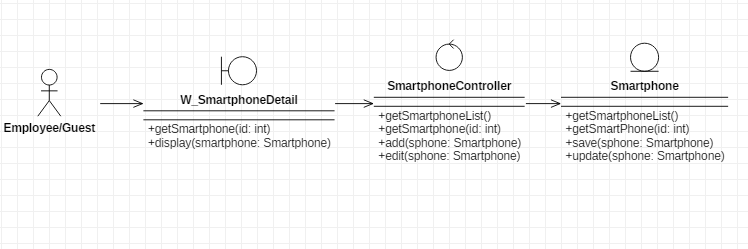 Employee/Guest
W_SmartphoneDetail
+getSmartphone(id: int)
+display(smartphone: Smartphone)
SmartphoneController
+getSmartphoneList()
+getSmartphone(id: int)
+add(sphone: Smartphone)
+edit(sphone: Smartphone)
Smartphone
+getSmartphoneList()
+getSmartPhone(id: int)
+save(sphone: Smartphone)
+update(sphone: Smartphone)